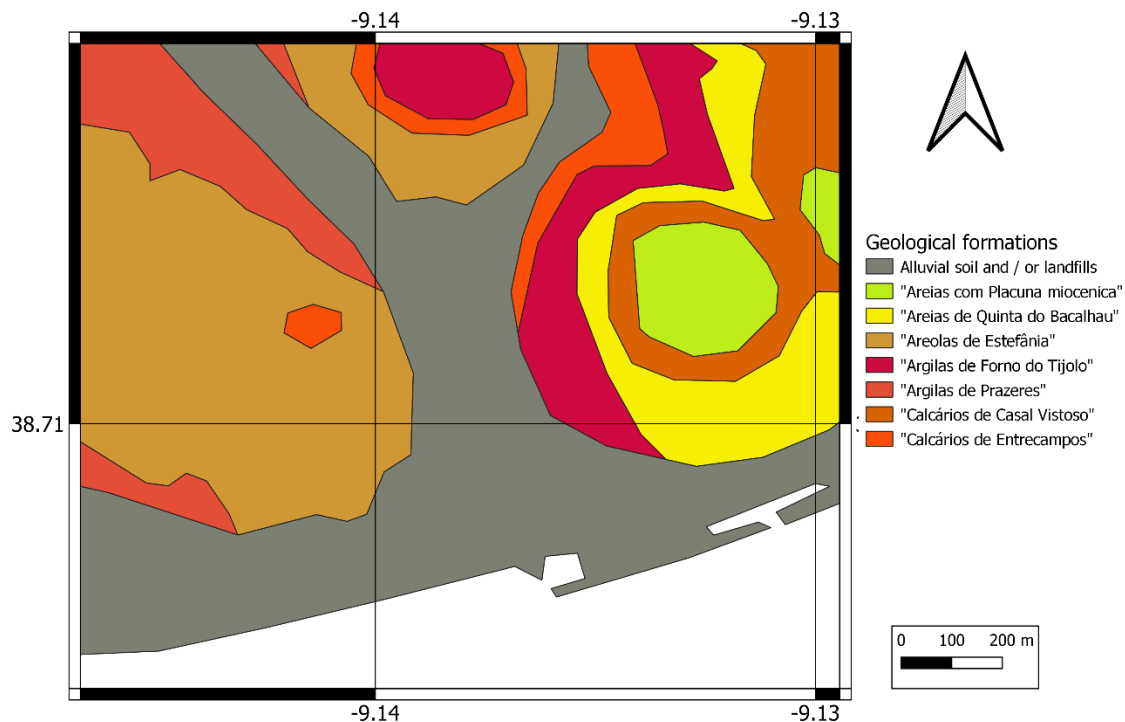 -9.14
-9.13
Geological formations
Alluvial soil and / or landfills
"Areias com Placuna miocenica"
"Areias de Quinta do Bacalhau"
"Areolas de Estefânia"
"Argilas de Forno do Tijolo"
"Argilas de Prazeres"
"Calcários de Casal Vistoso"
"Calcários de Entrecampos"
38.71
0 100 200 m
-9.14
-9.13